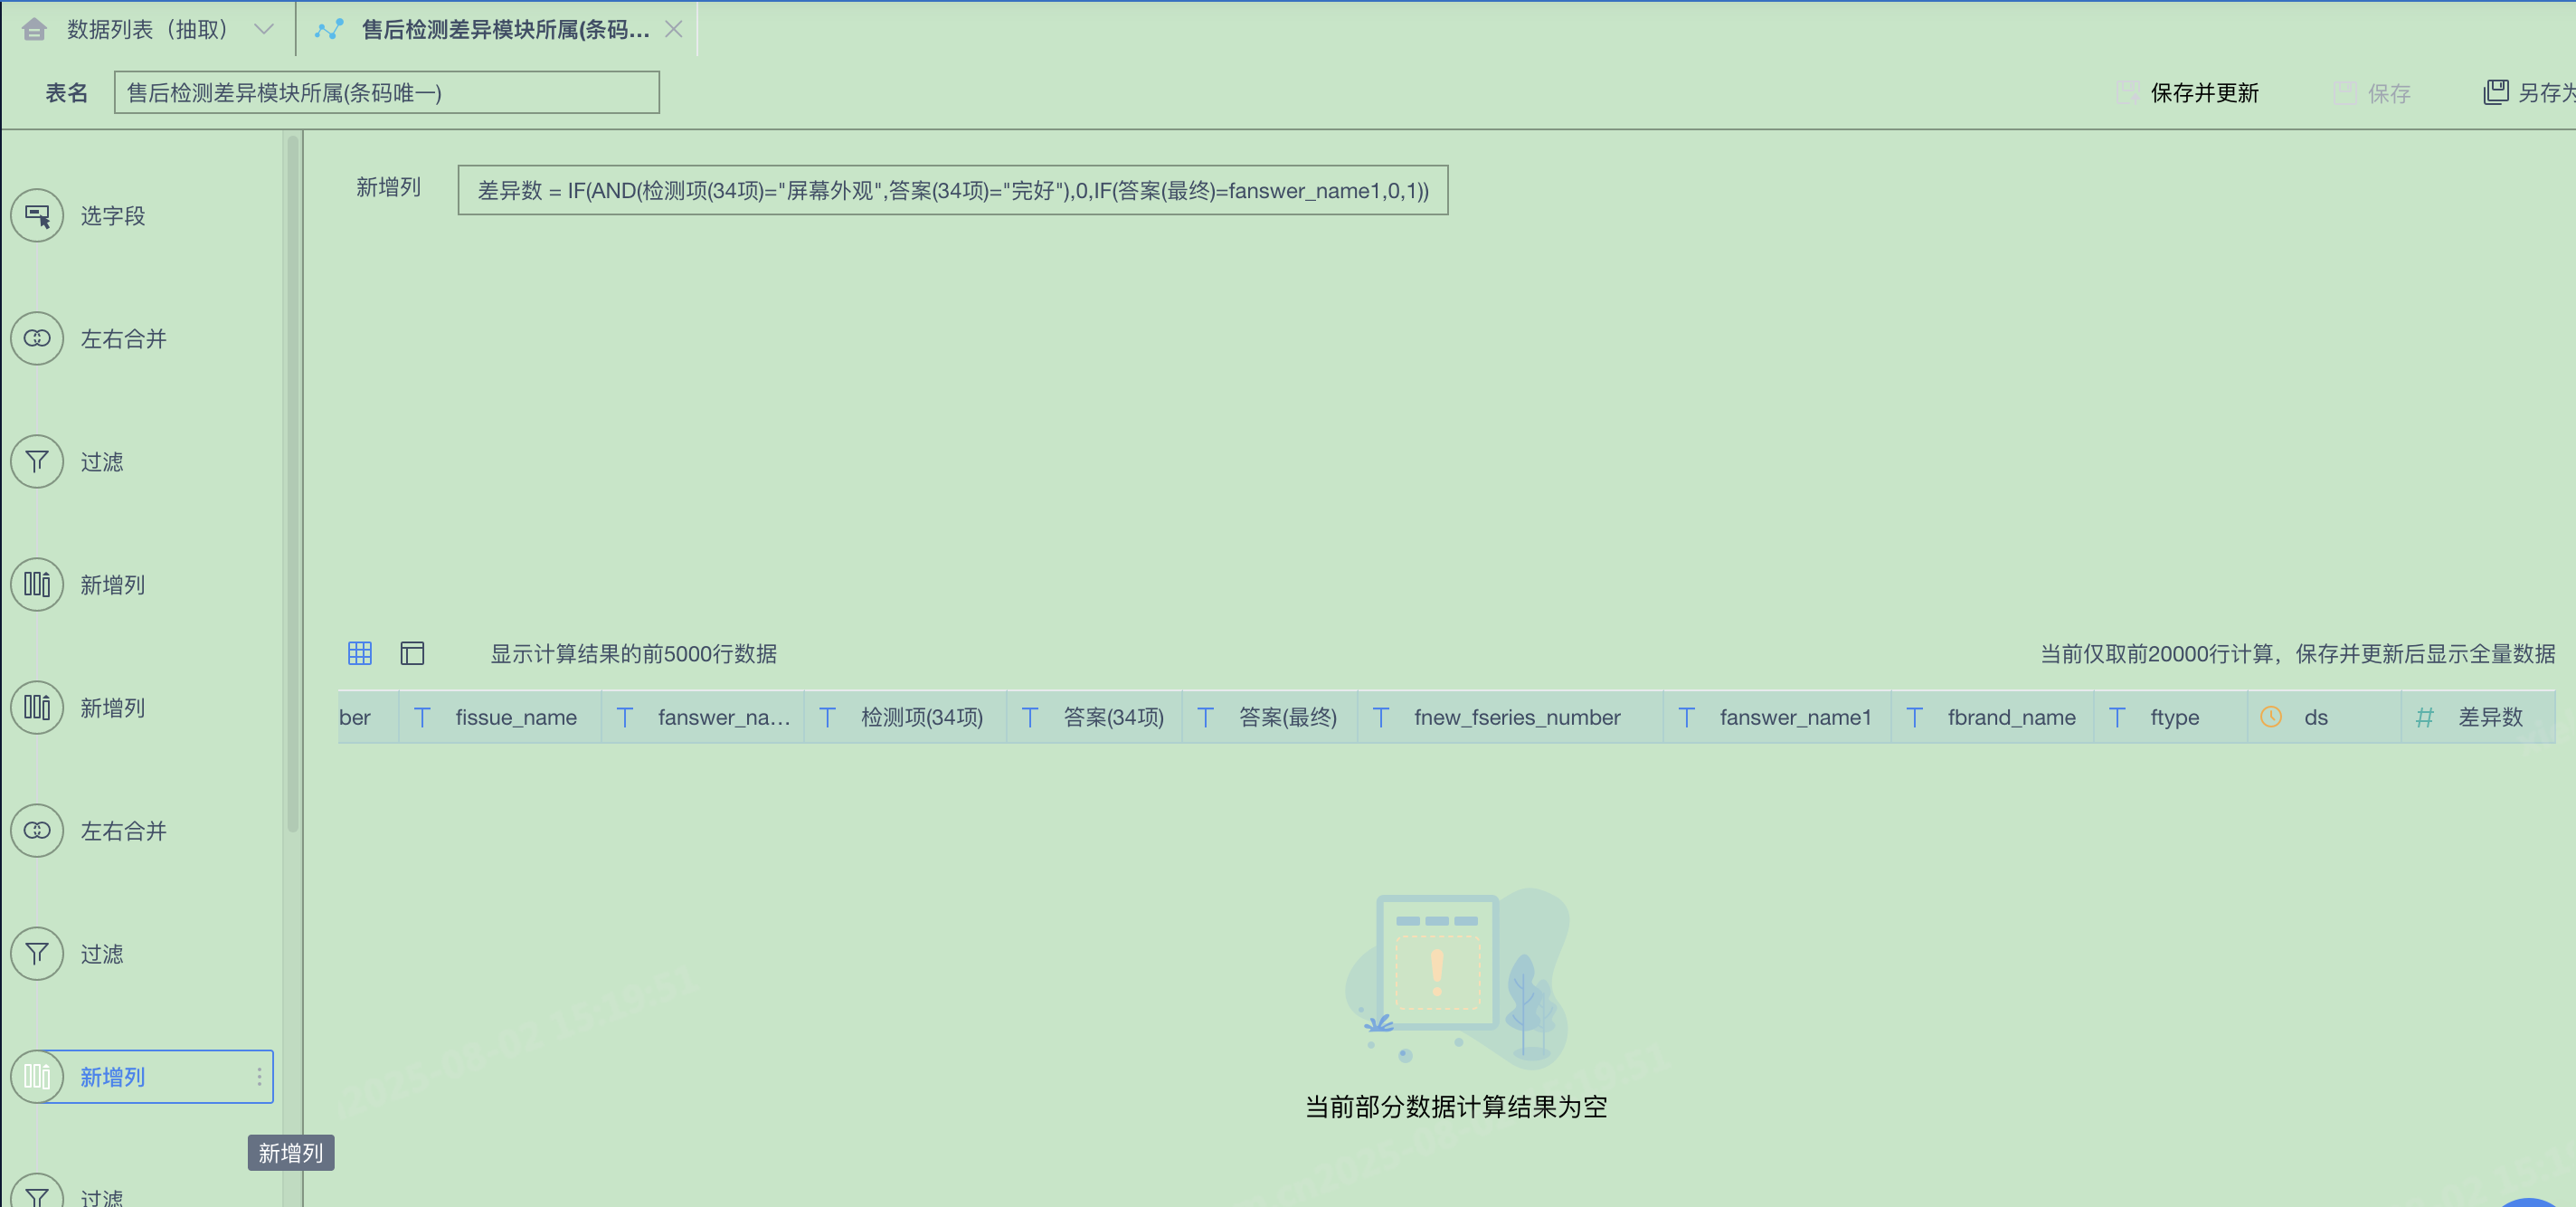 数据列表（抽取）
售后检测差异模块所属(条码...
表名
售后检测差异模块所属(条码唯一)
保存并更新
保存
另存为
选字段
左右合并
过滤
新增列
新增列
左右合并
过滤
新增列
新增列
过滤
新增列
差异数 = IF(AND(检测项(34项)="屏幕外观",答案(34项)="完好"),0,IF(答案(最终)=fanswer_name1,0,1))
显示计算结果的前5000行数据
当前仅取前20000行计算，保存并更新后显示全量数据
ber
fissue_name
fanswer_na...
检测项(34项)
答案(34项)
答案(最终)
fnew_fseries_number
fanswer_name1
fbrand_name
ftype
ds
差异数
当前部分数据计算结果为空
2025-08-02 15:19:51